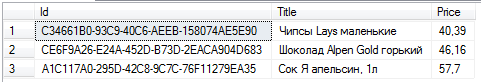 Id Title Price
1 C34661B0-93C9-40C6-AEEB-158074AE5E90 Чипсы Lays маленькие 40,39
2 CE6F9A26-E24A-452D-B73D-2EACA904D683 Шоколад Alpen Gold горький 46,16
3 A1C117A0-295D-42C8-9C7C-76F11279EA35 Сок Я апельсин, 1л 57,7